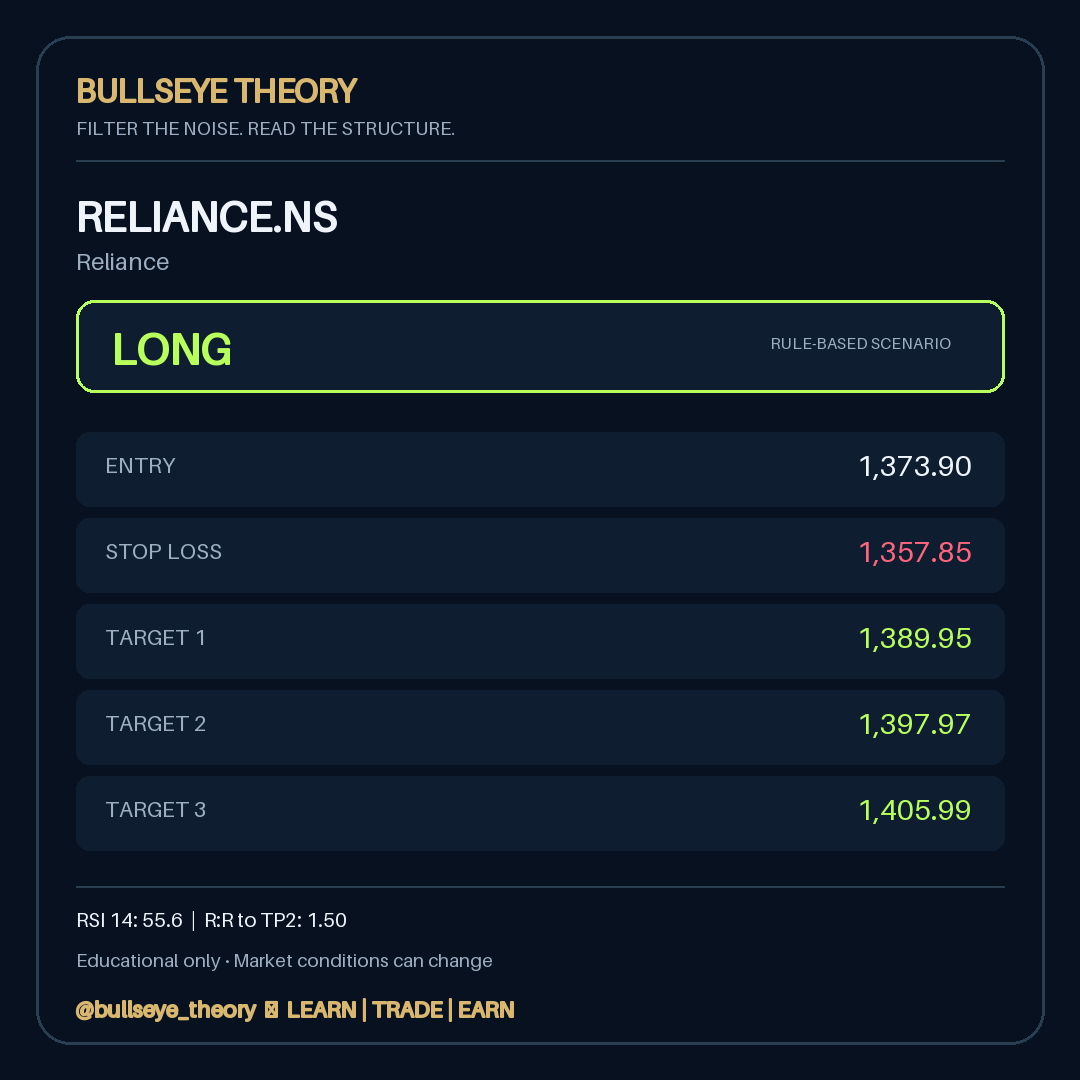 BULLSEYE THEORY
FILTER THE NOISE. READ THE STRUCTURE.
RELIANCE.NS
Reliance
LONG
RULE-BASED SCENARIO
ENTRY 1,373.90
STOP LOSS 1,357.85
TARGET 1 1,389.95
TARGET 2 1,397.97
TARGET 3 1,405.99
RSI 14: 55.6 | R:R to TP2: 1.50
Educational only · Market conditions can change
@bullseye_theory LEARN | TRADE | EARN